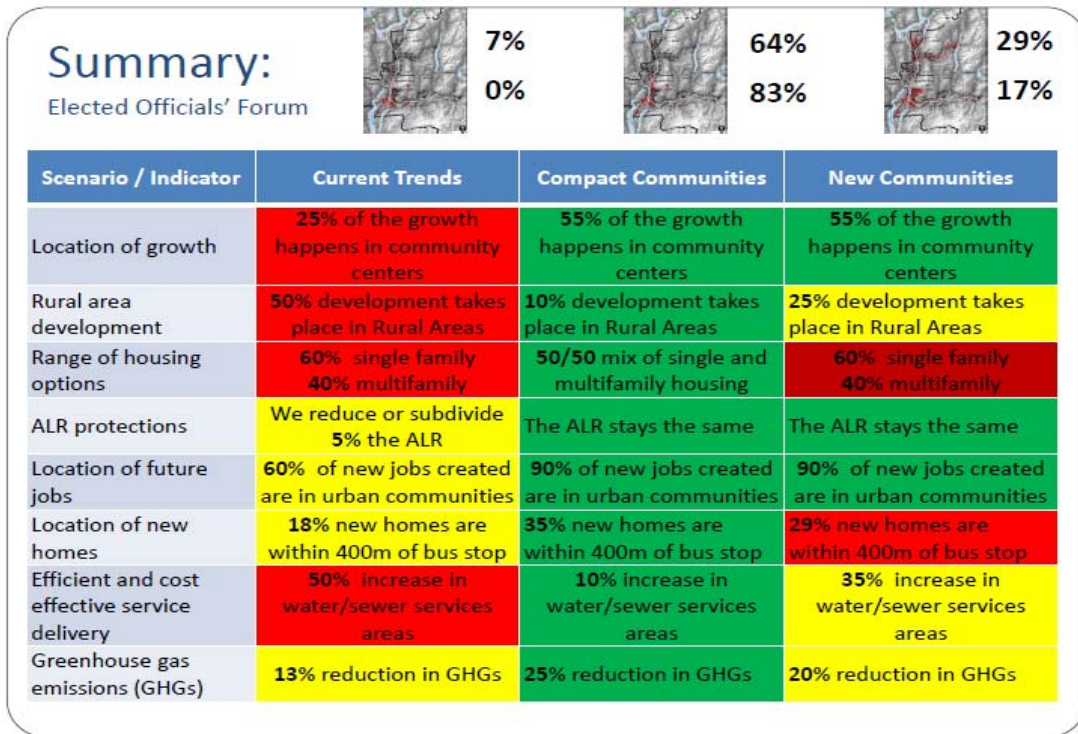 Summary:
Elected Officials' Forum
7%
0%
64%
83%
29%
17%
Scenario / Indicator
Current Trends
Compact Communities
New Communities
Location of growth
25% of the growth
happens in community
centers
55% of the growth
happens in community
centers
55% of the growth
happens in community
centers
Rural area
development
50% development takes
place in Rural Areas
10% development takes
place in Rural Areas
25% development takes
place in Rural Areas
Range of housing
options
60% single family
40% multifamily
50/50 mix of single and
multifamily housing
60% single family
40% multifamily
ALR protections
We reduce or subdivide
5% the ALR
The ALR stays the same
The ALR stays the same
Location of future
jobs
60% of new jobs created
are in urban communities
90% of new jobs created
are in urban communities
90% of new jobs created
are in urban communities
Location of new
homes
18% new homes are
within 400m of bus stop
35% new homes are
within 400m of bus stop
29% new homes are
within 400m of bus stop
Efficient and cost
effective service
delivery
50% increase in
water/sewer services
areas
10% increase in
water/sewer services
areas
35% increase in
water/sewer services
areas
Greenhouse gas
emissions (GHGs)
13% reduction in GHGs
25% reduction in GHGs
20% reduction in GHGs